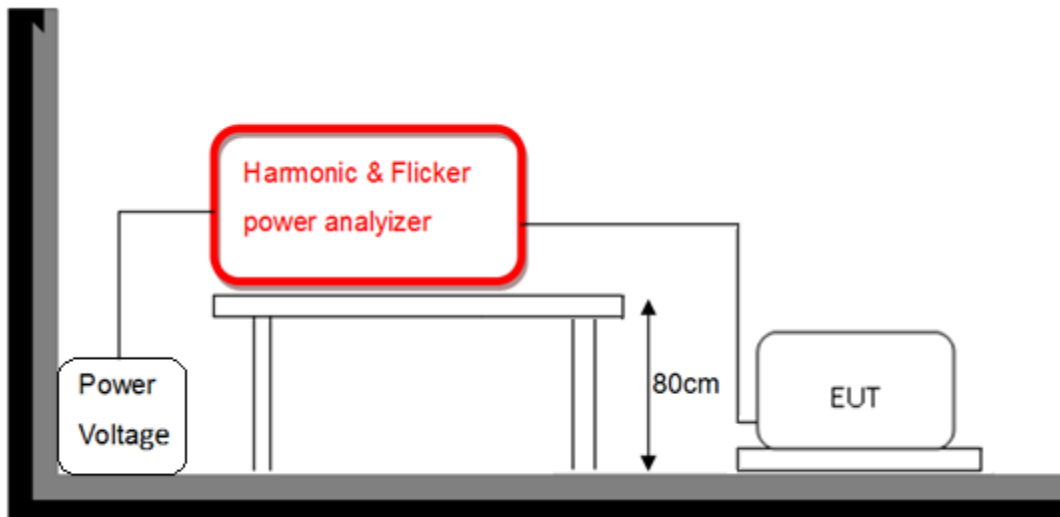 Harmonic & Flicker
power analyizer
Power
Voltage
80cm
EUT